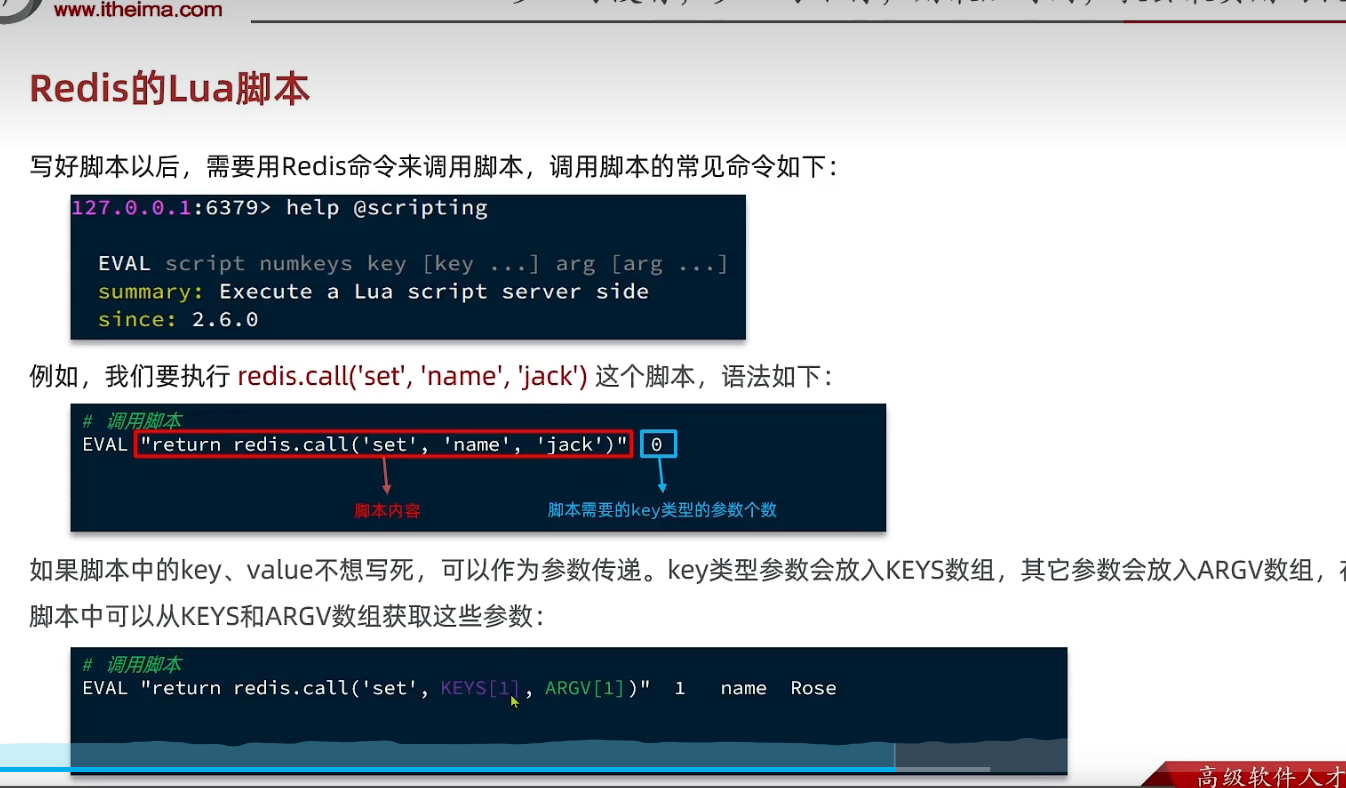 www.itheima.com
Redis的Lua脚本
写好脚本以后，需要用Redis命令来调用脚本，调用脚本的常见命令如下：
127.0.0.1:6379> help @scripting
EVAL script numkeys key [key ...] arg [arg ...]
summary: Execute a Lua script server side
since: 2.6.0
例如，我们要执行 redis.call('set', 'name', 'jack') 这个脚本，语法如下：
# 调用脚本
EVAL "return redis.call('set', 'name', 'jack')" 0
脚本内容 脚本需要的key类型的参数个数
如果脚本中的key、value不想写死，可以作为参数传递。key类型参数会放入KEYS数组，其它参数会放入ARGV数组，在
脚本中可以从KEYS和ARGV数组获取这些参数：
# 调用脚本
EVAL "return redis.call('set', KEYS[1], ARGV[1])" 1 name Rose
高级软件人才